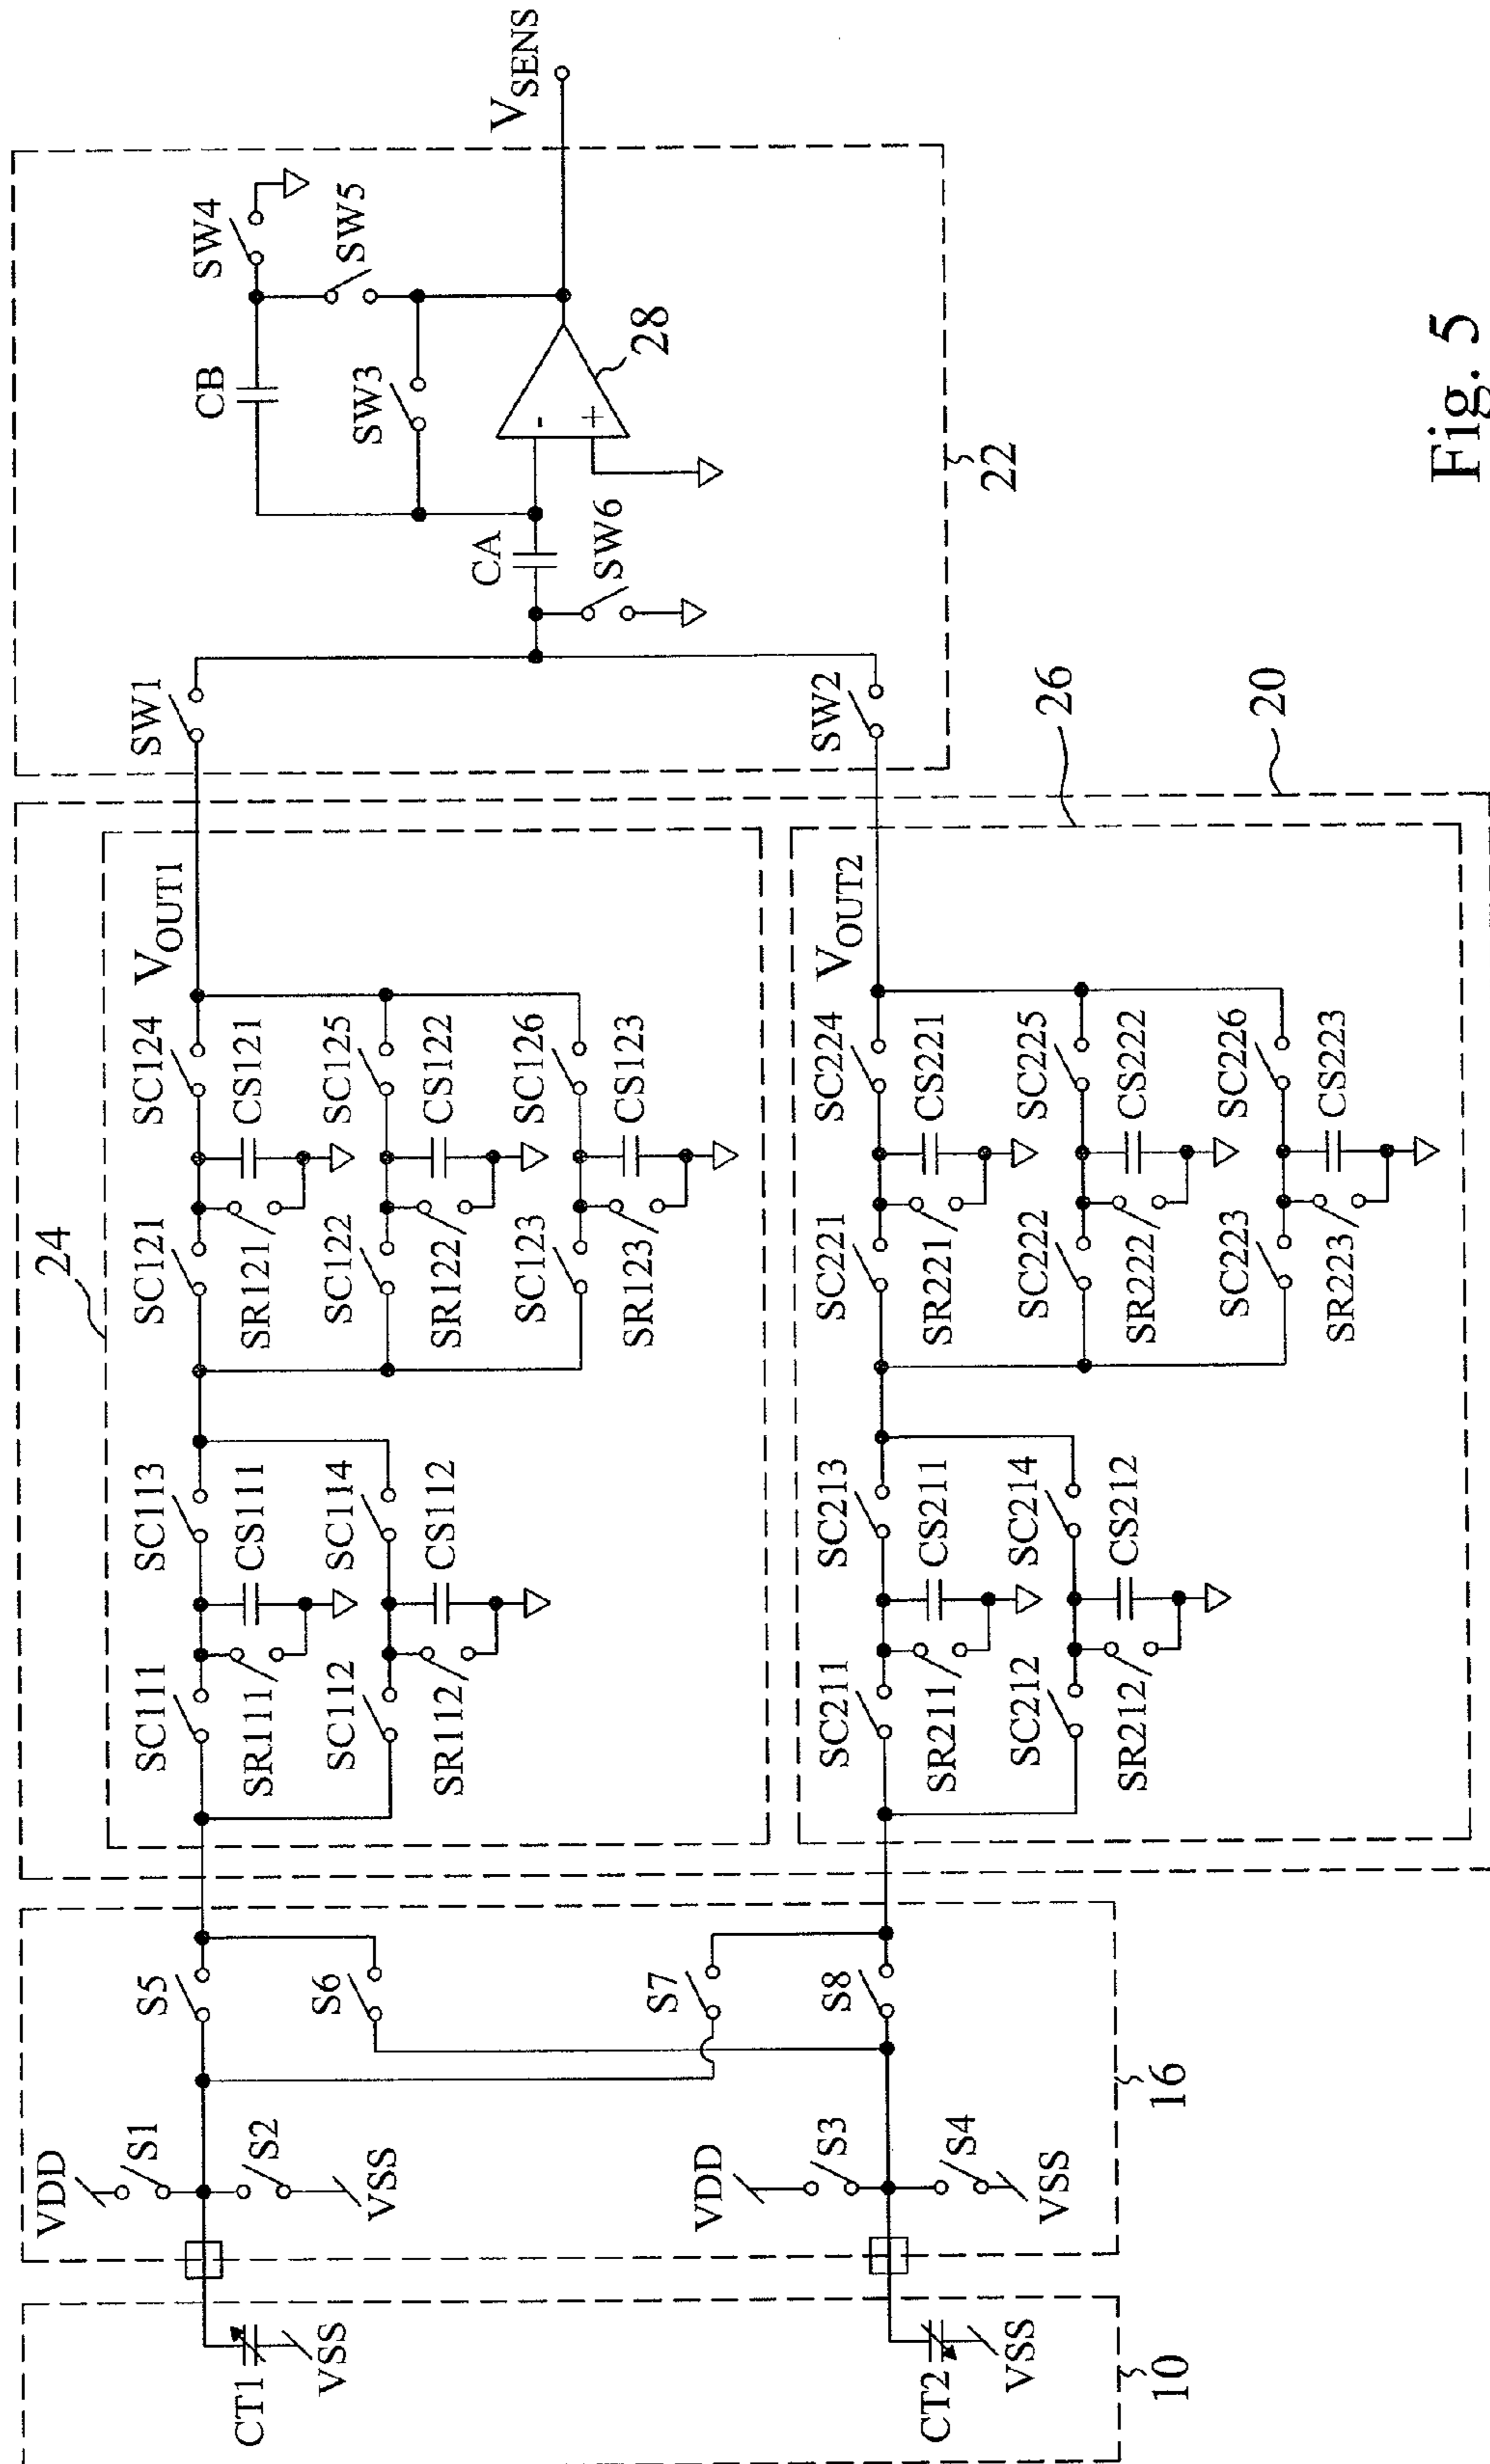 24
V_OUT1
SC111
SC113
SC121
SC124
SR111
CS111
SR121
CS121
SC112
SC114
SC122
SC125
SR112
CS112
SR122
CS122
SC123
SC126
SR123
CS123
VDD
S1
S2
VSS
CT1
VSS
S5
S6
S7
S8
VDD
S3
S4
VSS
CT2
VSS
10
16
V_OUT2
SC211
SC213
SC221
SC224
SR211
CS211
SR221
CS221
SC212
SC214
SC222
SC225
SR212
CS212
SR222
CS222
SC223
SC226
SR223
CS223
26
20
SW1
SW2
CB
SW4
SW5
SW3
CA
SW6
-
+
28
V_SENS
22
Fig. 5